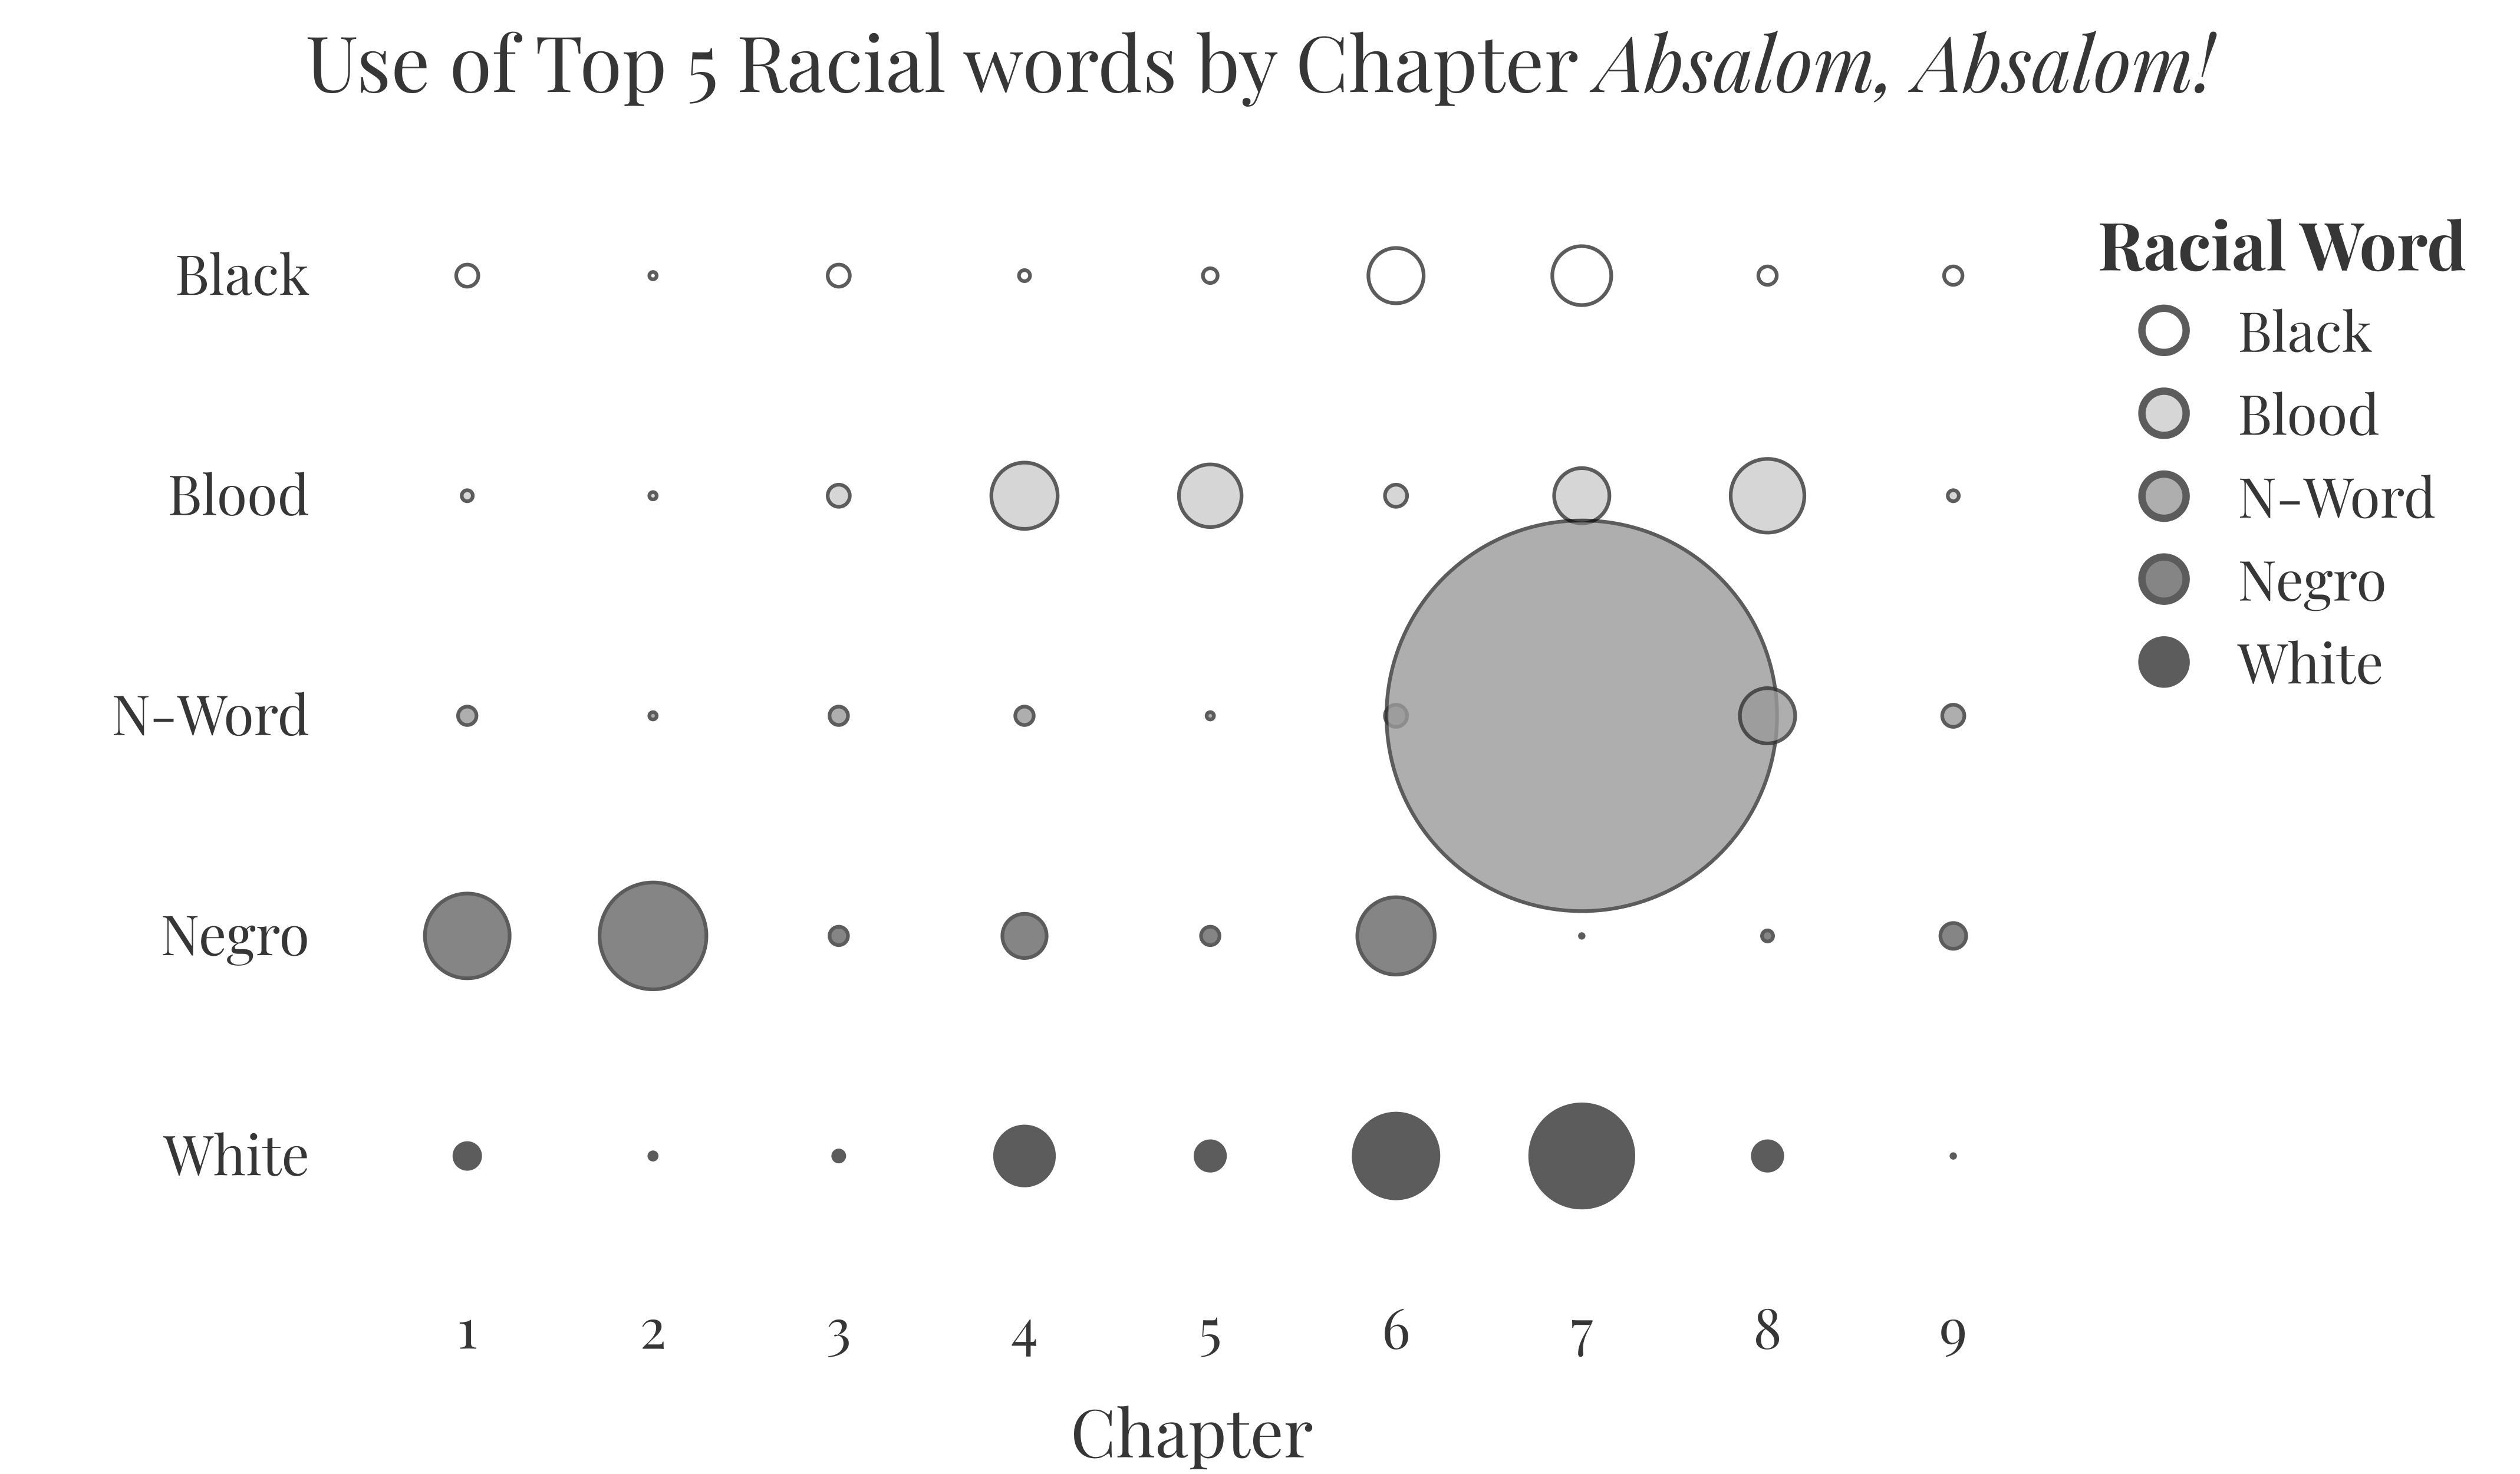 Use of Top 5 Racial words by Chapter Absalom, Absalom!
Racial Word
Black
Blood
N-Word
Negro
White
Black
Blood
N-Word
Negro
White
1 2 3 4 5 6 7 8 9
Chapter